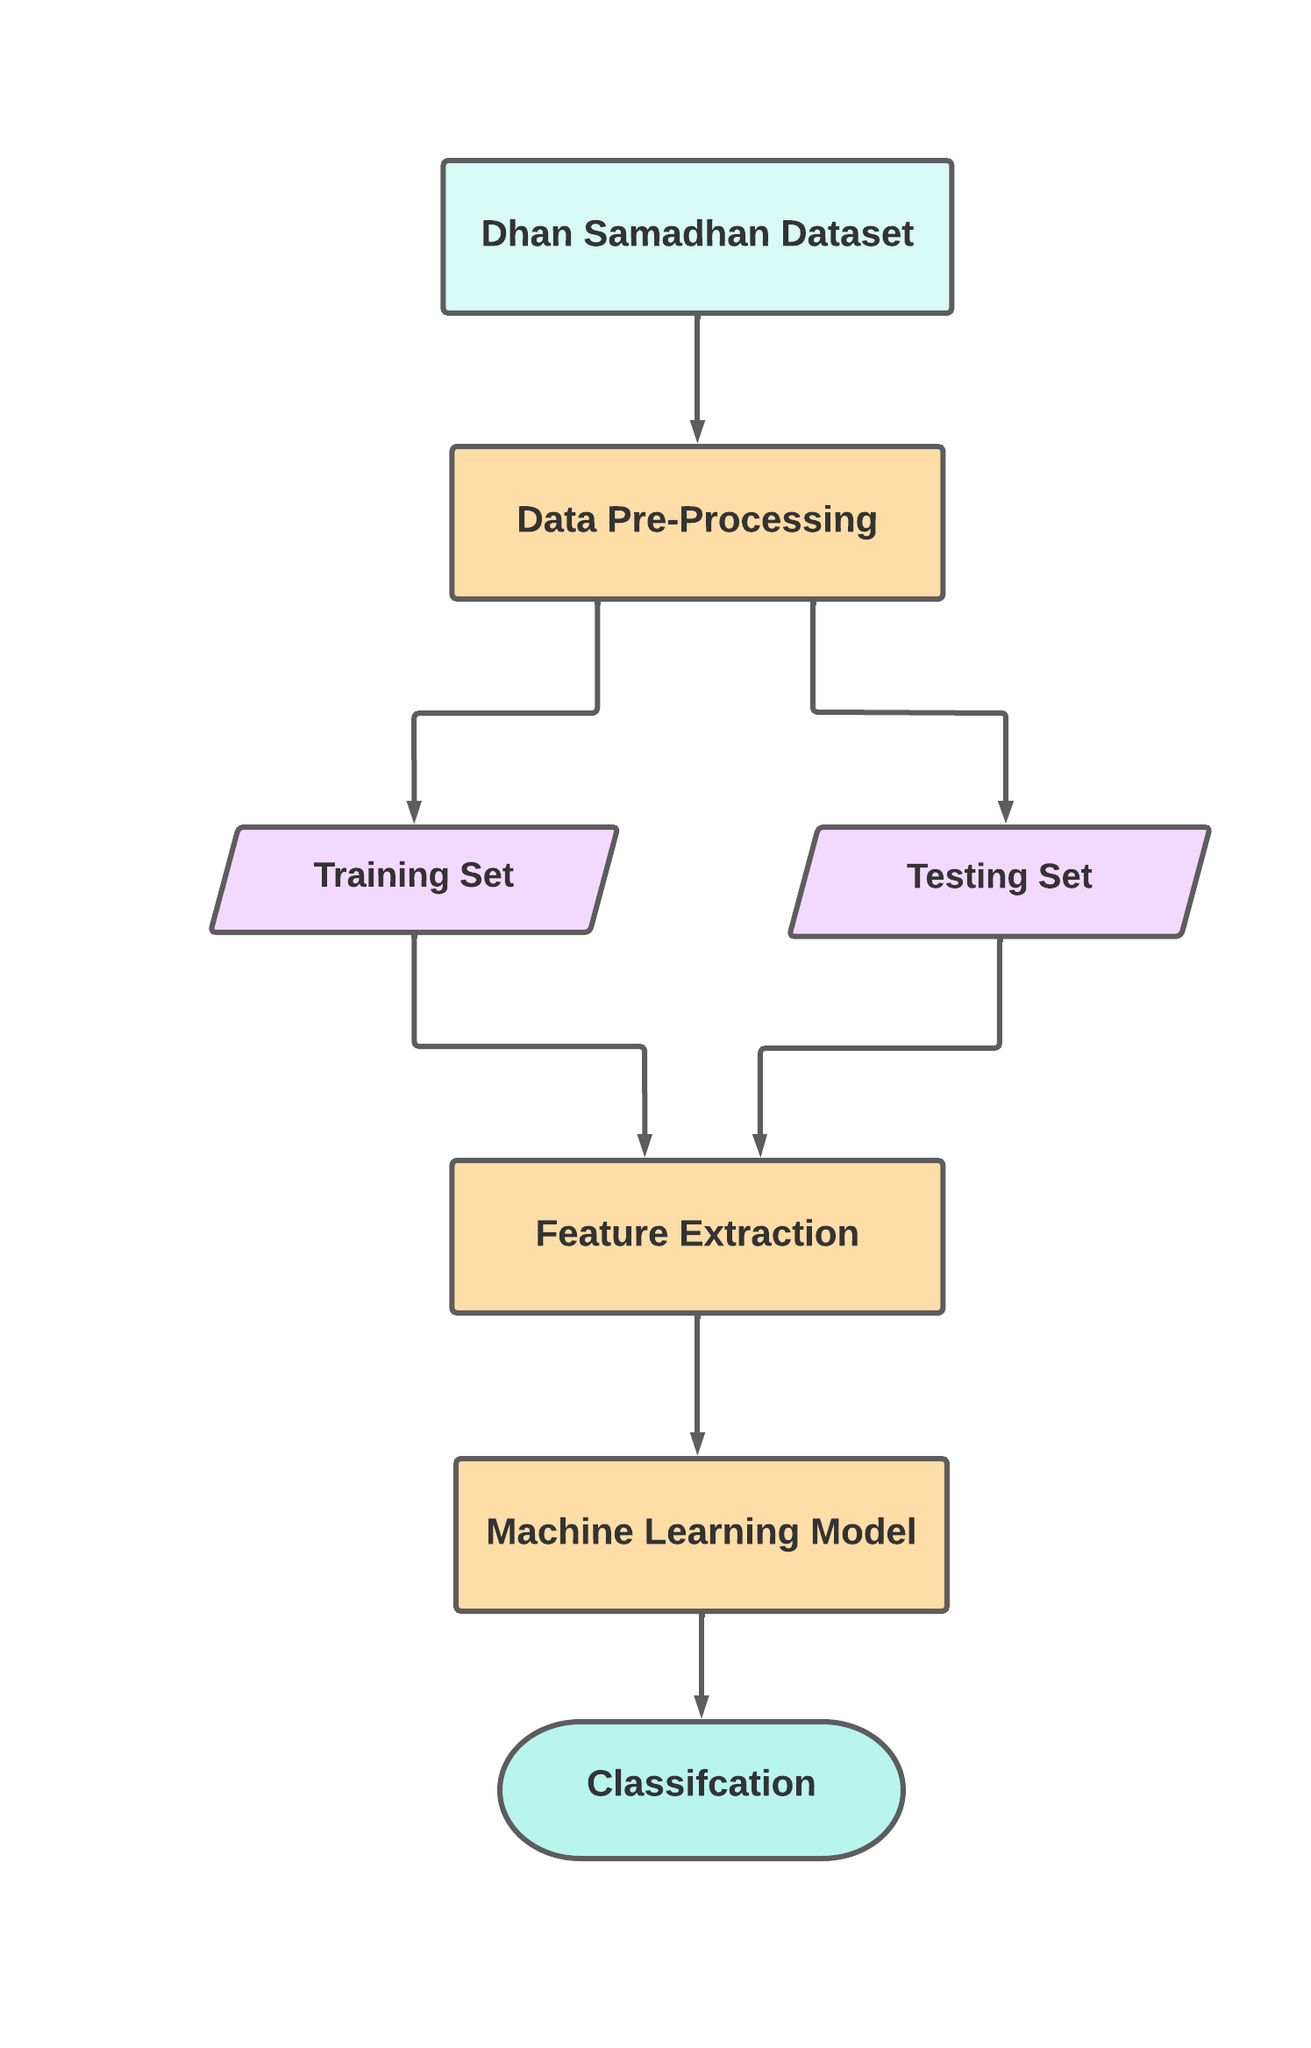 Dhan Samadhan Dataset
Data Pre-Processing
Training Set
Testing Set
Feature Extraction
Machine Learning Model
Classifcation